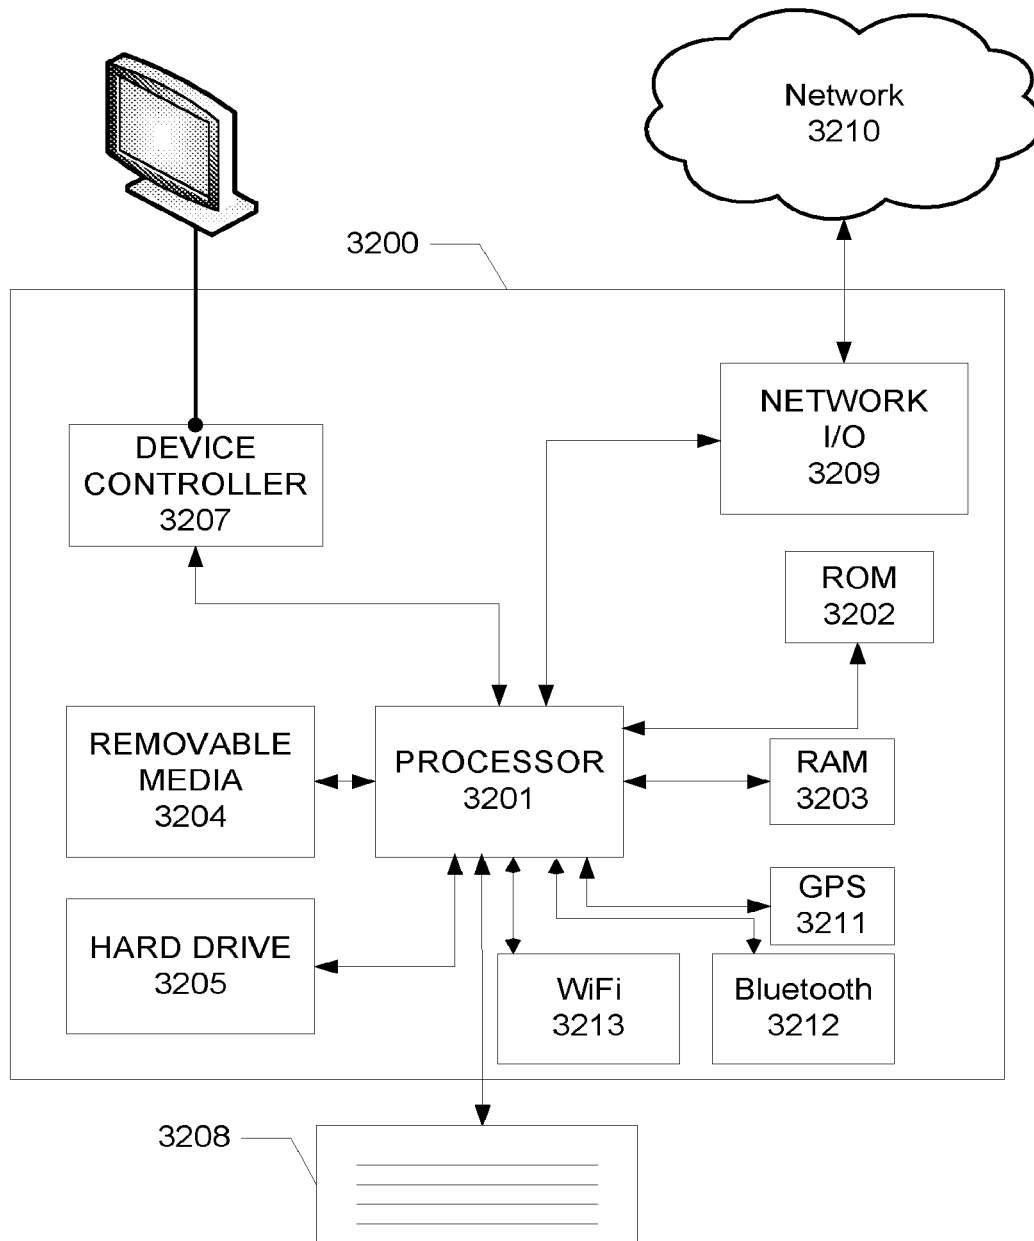 Network
3210
3200
NETWORK
I/O
3209
DEVICE
CONTROLLER
3207
ROM
3202
REMOVABLE
MEDIA
3204
PROCESSOR
3201
RAM
3203
GPS
3211
HARD DRIVE
3205
WiFi
3213
Bluetooth
3212
3208